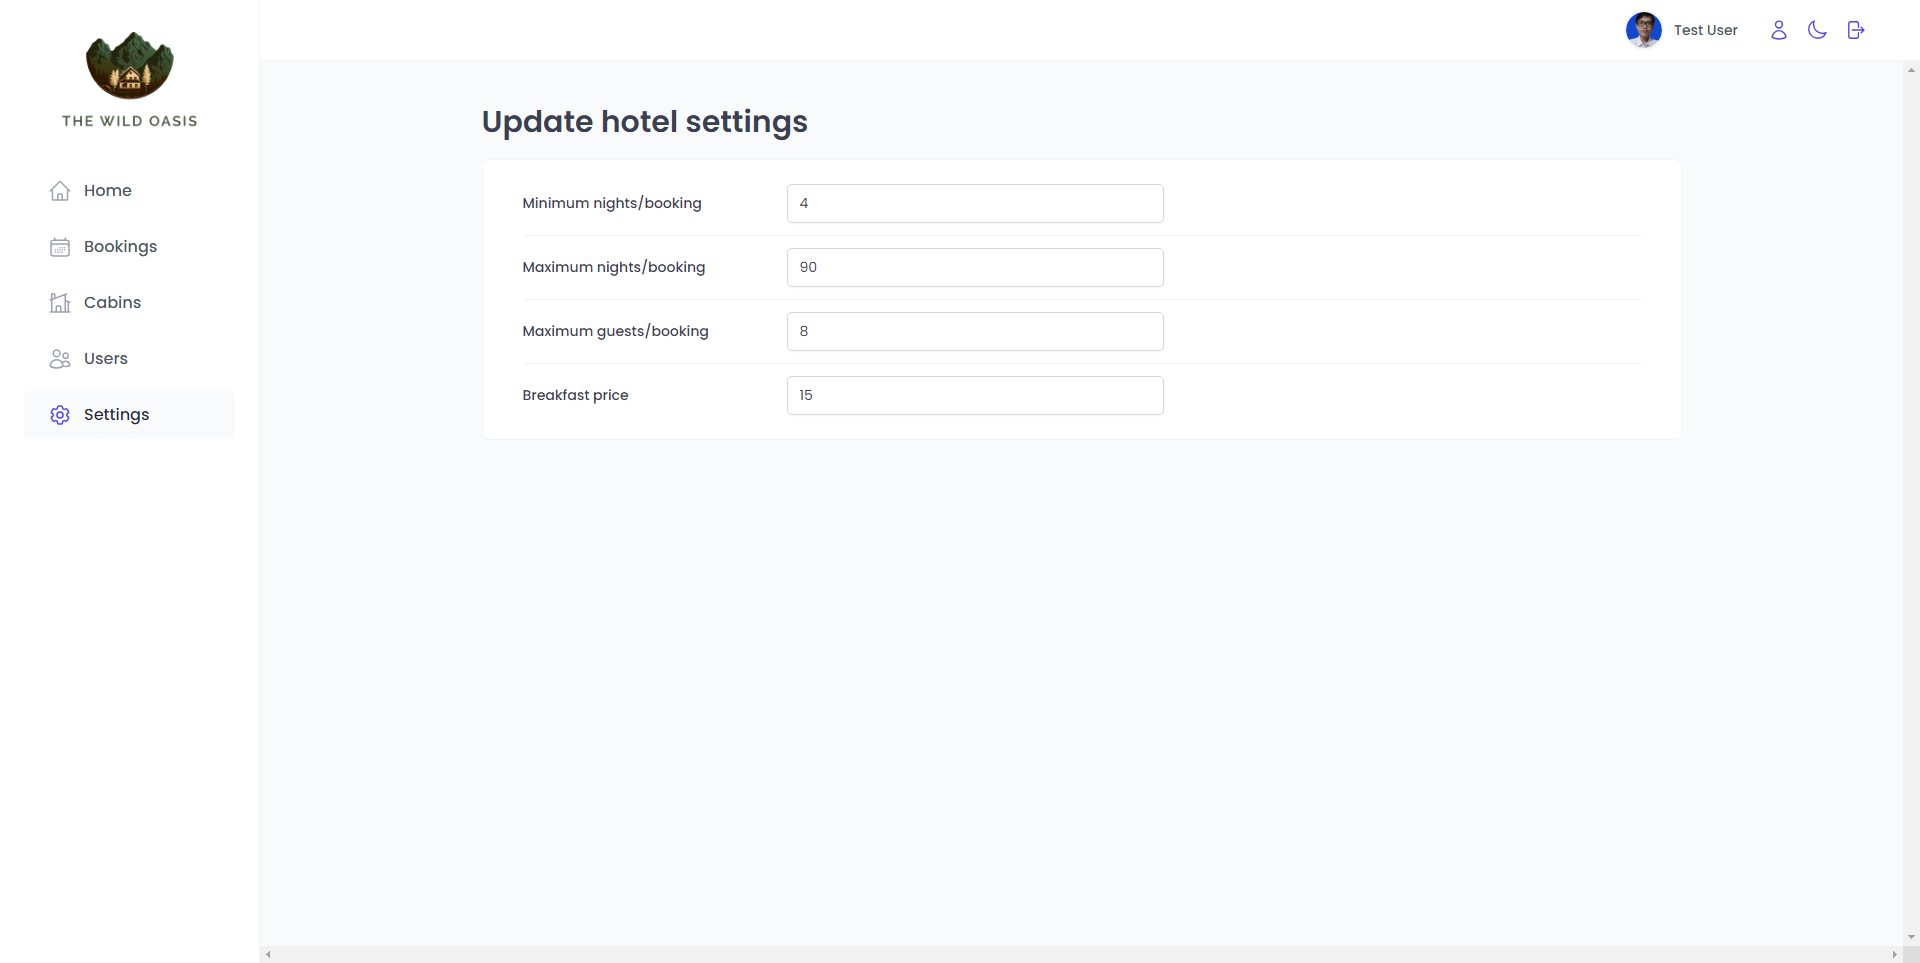 THE WILD OASIS
Home
Bookings
Cabins
Users
Settings
Test User
Update hotel settings
Minimum nights/booking
4
Maximum nights/booking
90
Maximum guests/booking
8
Breakfast price
15